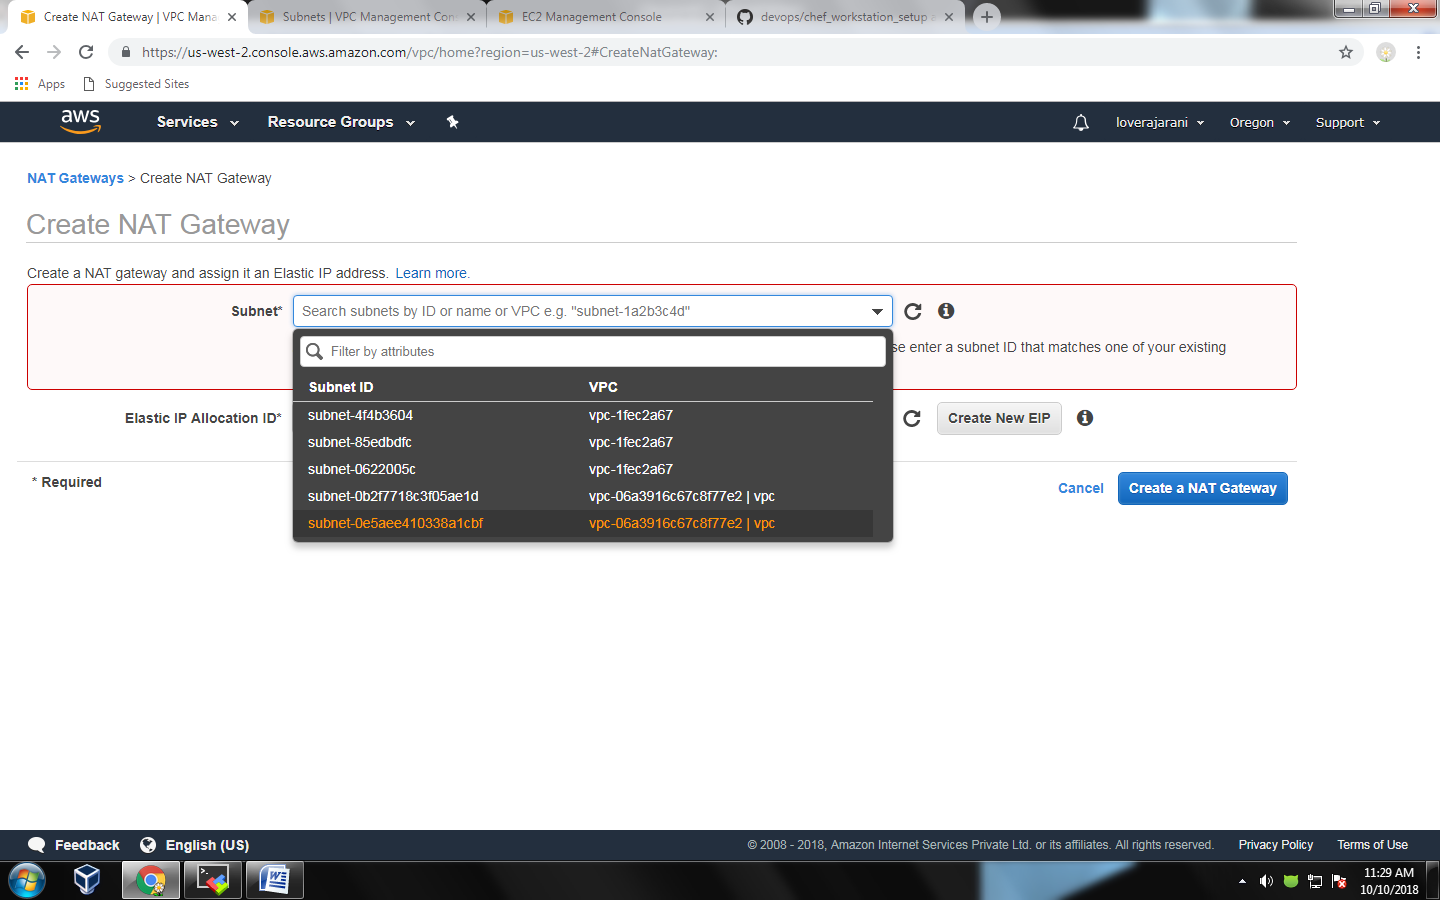 Create NAT Gateway | VPC Mana
Subnets | VPC Management Con
EC2 Management Console
devops/chef_workstation_setup a
https://us-west-2.console.aws.amazon.com/vpc/home?region=us-west-2#CreateNatGateway:
Apps
Suggested Sites
aws
Services
Resource Groups
loverajarani
Oregon
Support
NAT Gateways > Create NAT Gateway
Create NAT Gateway
Create a NAT gateway and assign it an Elastic IP address. Learn more.
Subnet*
Search subnets by ID or name or VPC e.g. "subnet-1a2b3c4d"
Filter by attributes
se enter a subnet ID that matches one of your existing
Subnet ID VPC
subnet-4f4b3604 vpc-1fec2a67
subnet-85edbdfc vpc-1fec2a67
subnet-0622005c vpc-1fec2a67
subnet-0b2f7718c3f05ae1d vpc-06a3916c67c8f77e2 | vpc
subnet-0e5aee410338a1cbf vpc-06a3916c67c8f77e2 | vpc
Elastic IP Allocation ID*
Create New EIP
* Required
Cancel
Create a NAT Gateway
Feedback
English (US)
© 2008 - 2018, Amazon Internet Services Private Ltd. or its affiliates. All rights reserved.
Privacy Policy
Terms of Use
11:29 AM
10/10/2018